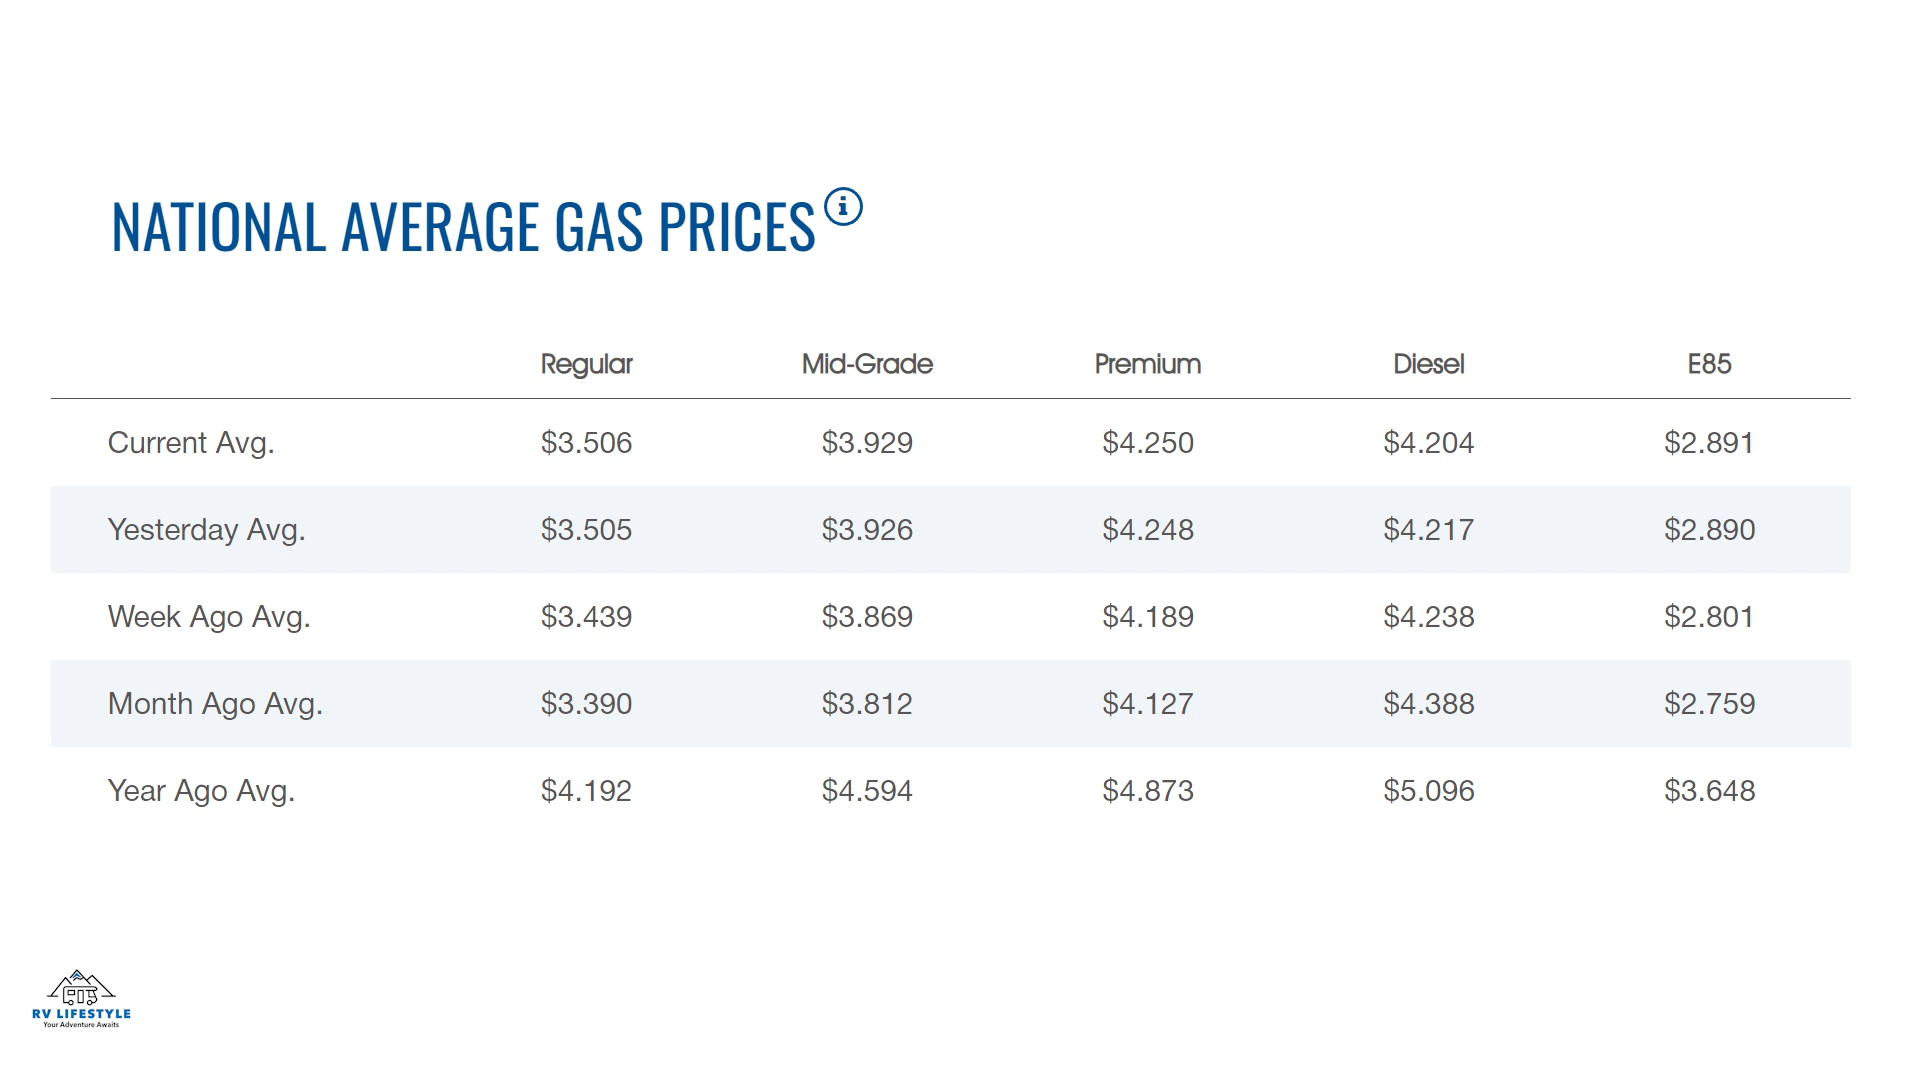 NATIONAL AVERAGE GAS PRICES i
Regular Mid-Grade Premium Diesel E85
Current Avg. $3.506 $3.929 $4.250 $4.204 $2.891
Yesterday Avg. $3.505 $3.926 $4.248 $4.217 $2.890
Week Ago Avg. $3.439 $3.869 $4.189 $4.238 $2.801
Month Ago Avg. $3.390 $3.812 $4.127 $4.388 $2.759
Year Ago Avg. $4.192 $4.594 $4.873 $5.096 $3.648
RV LIFESTYLE
Your Adventure Awaits